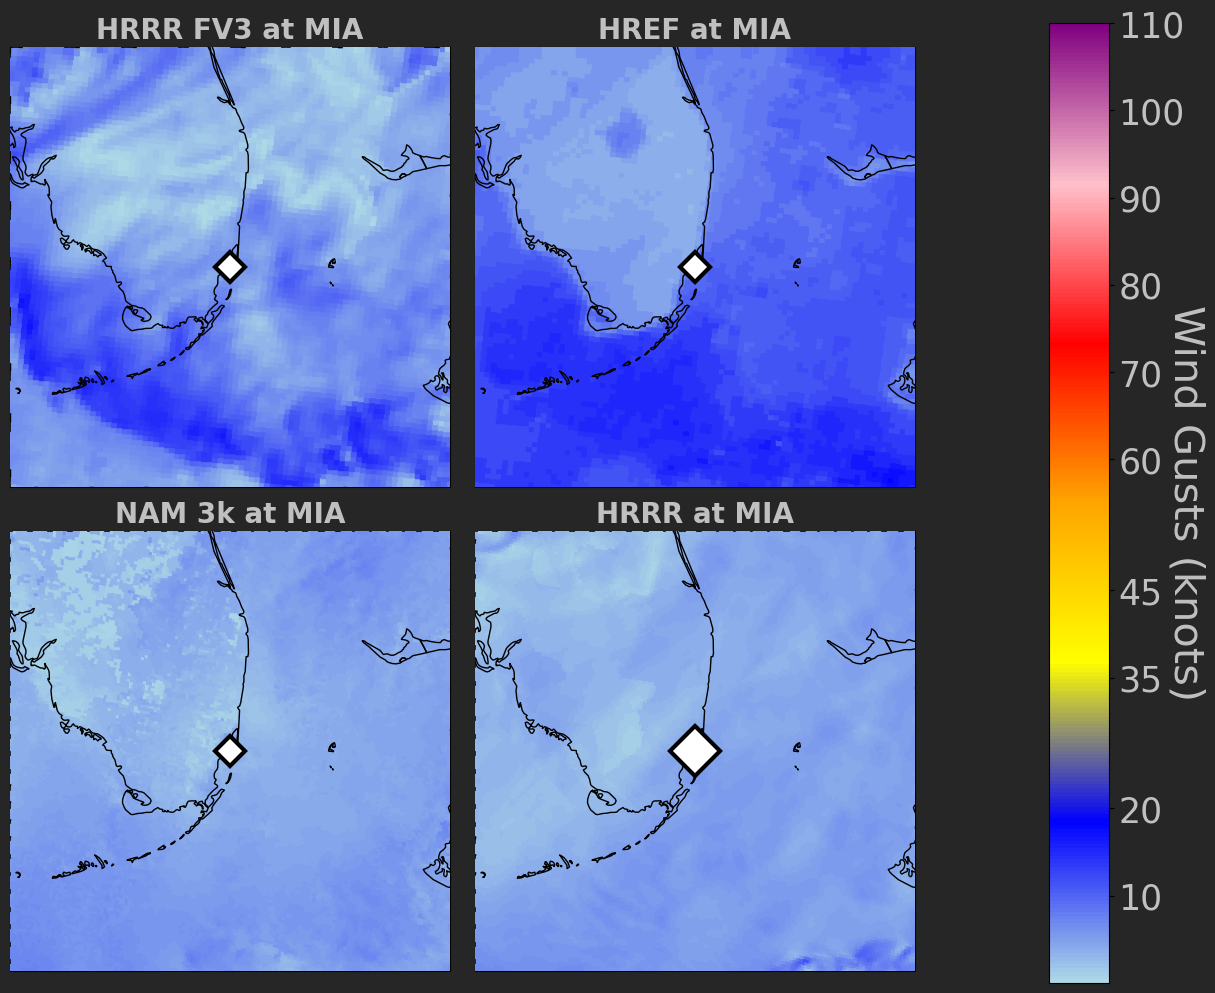 HRRR FV3 at MIA
HREF at MIA
NAM 3k at MIA
HRRR at MIA
110
100
90
80
70
60
45
35
20
10
Wind Gusts (knots)